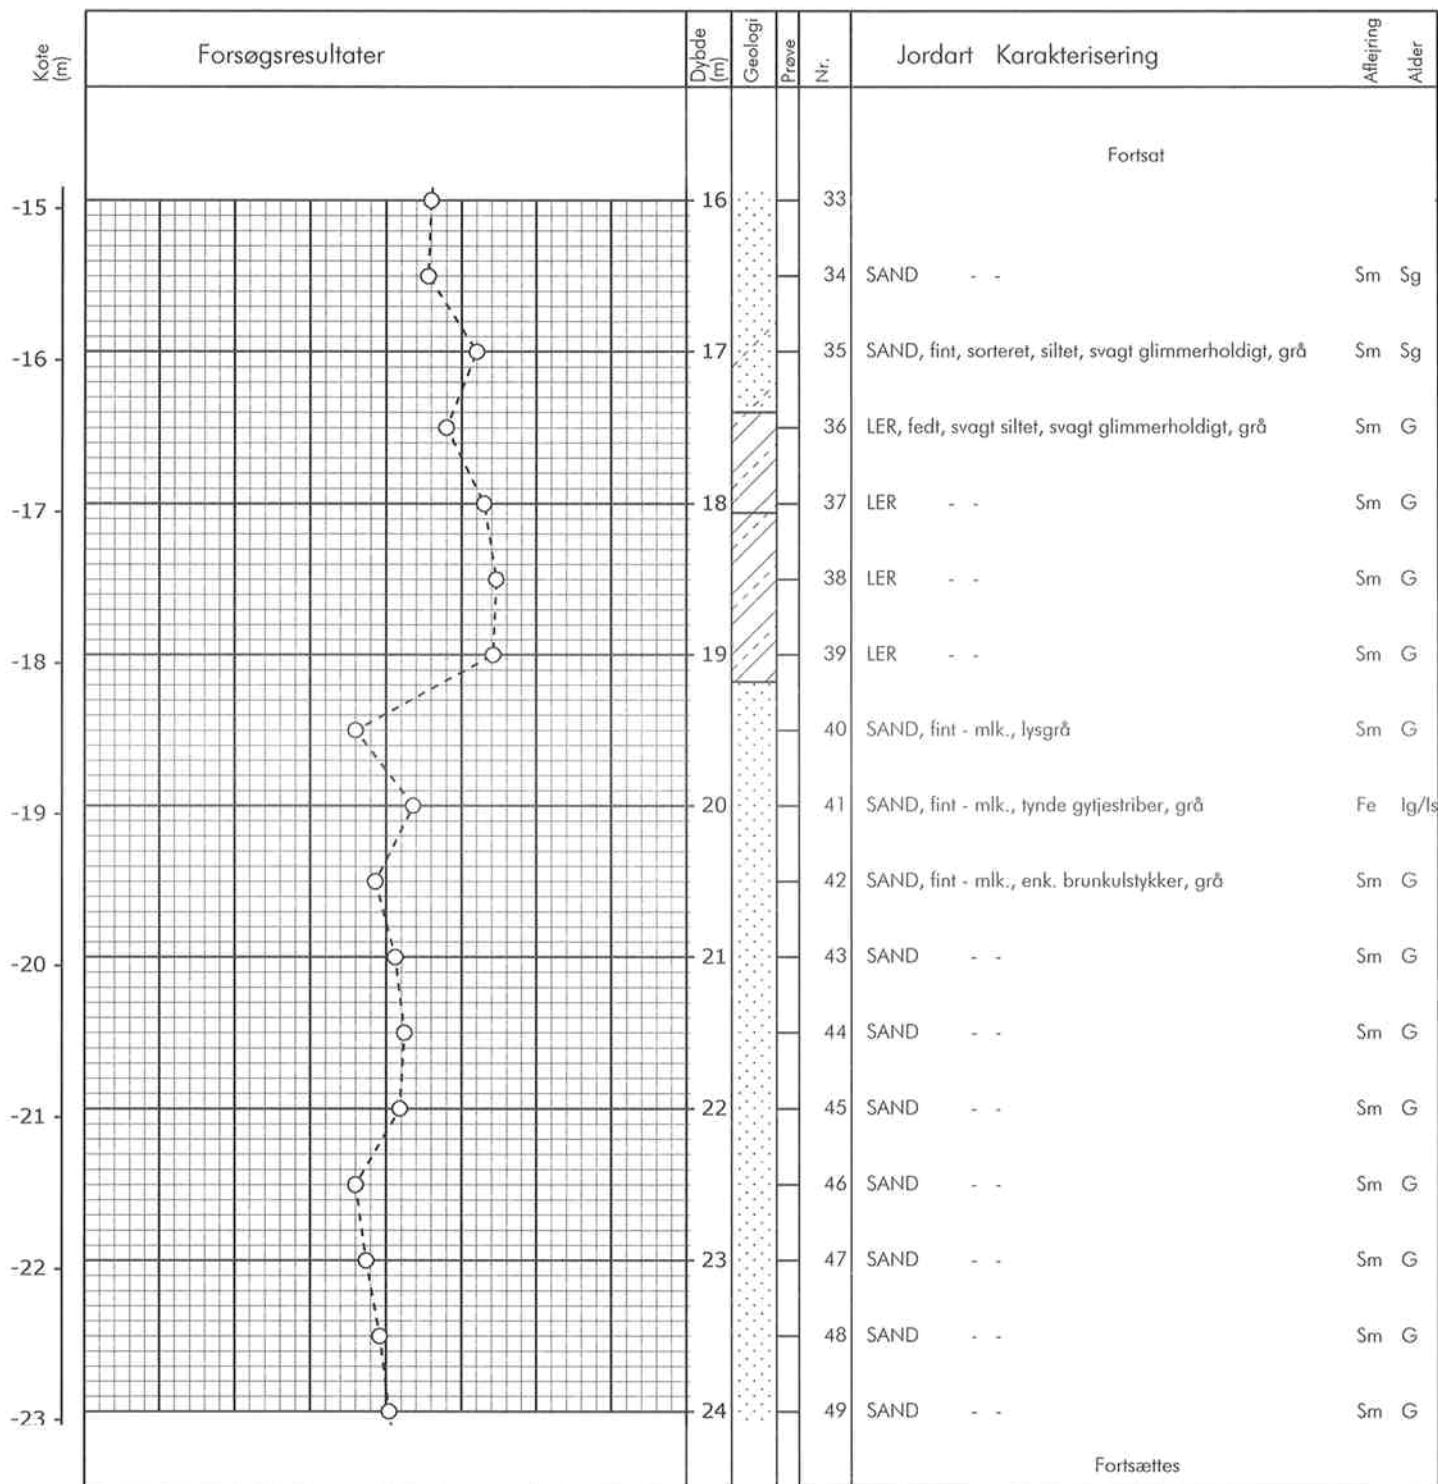 Kote (m) Forsøgsresultater Dybde (m) Geologi Prøve Nr. Jordart Karakterisering Aflejring Alder
Fortsat
-15 16 33
34 SAND - - Sm Sg
-16 17 35 SAND, fint, sorteret, siltet, svagt glimmerholdigt, grå Sm Sg
36 LER, fedt, svagt siltet, svagt glimmerholdigt, grå Sm G
-17 18 37 LER - - Sm G
38 LER - - Sm G
-18 19 39 LER - - Sm G
40 SAND, fint - mlk., lysgrå Sm G
-19 20 41 SAND, fint - mlk., tynde gytjestriber, grå Fe Ig/Is
42 SAND, fint - mlk., enk. brunkulstykker, grå Sm G
-20 21 43 SAND - - Sm G
44 SAND - - Sm G
-21 22 45 SAND - - Sm G
46 SAND - - Sm G
-22 23 47 SAND - - Sm G
48 SAND - - Sm G
-23 24 49 SAND - - Sm G
Fortsættes